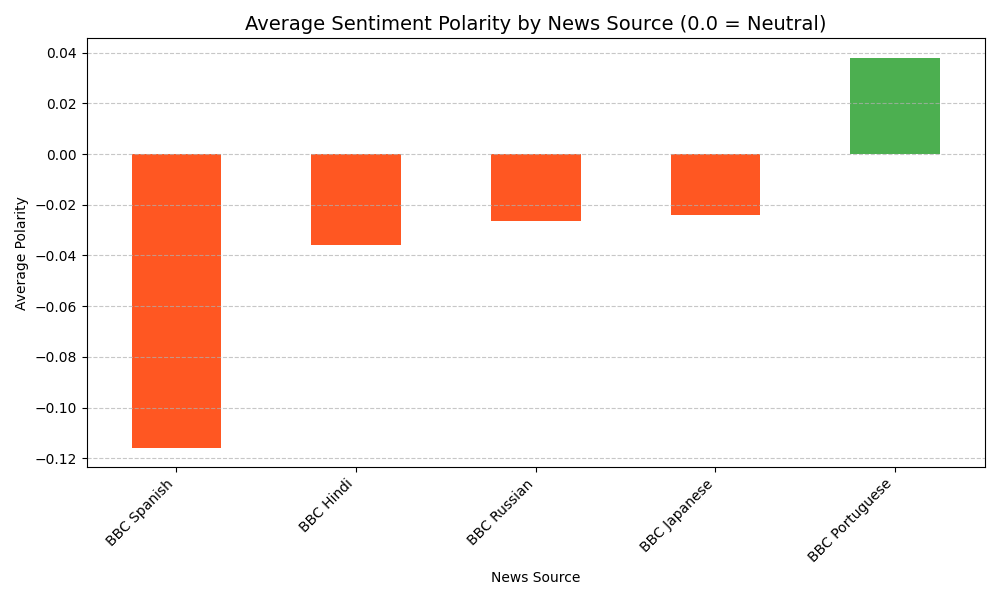 Average Sentiment Polarity by News Source (0.0 = Neutral)
Average Polarity
0.04
0.02
0.00
−0.02
−0.04
−0.06
−0.08
−0.10
−0.12
BBC Spanish
BBC Hindi
BBC Russian
BBC Japanese
BBC Portuguese
News Source